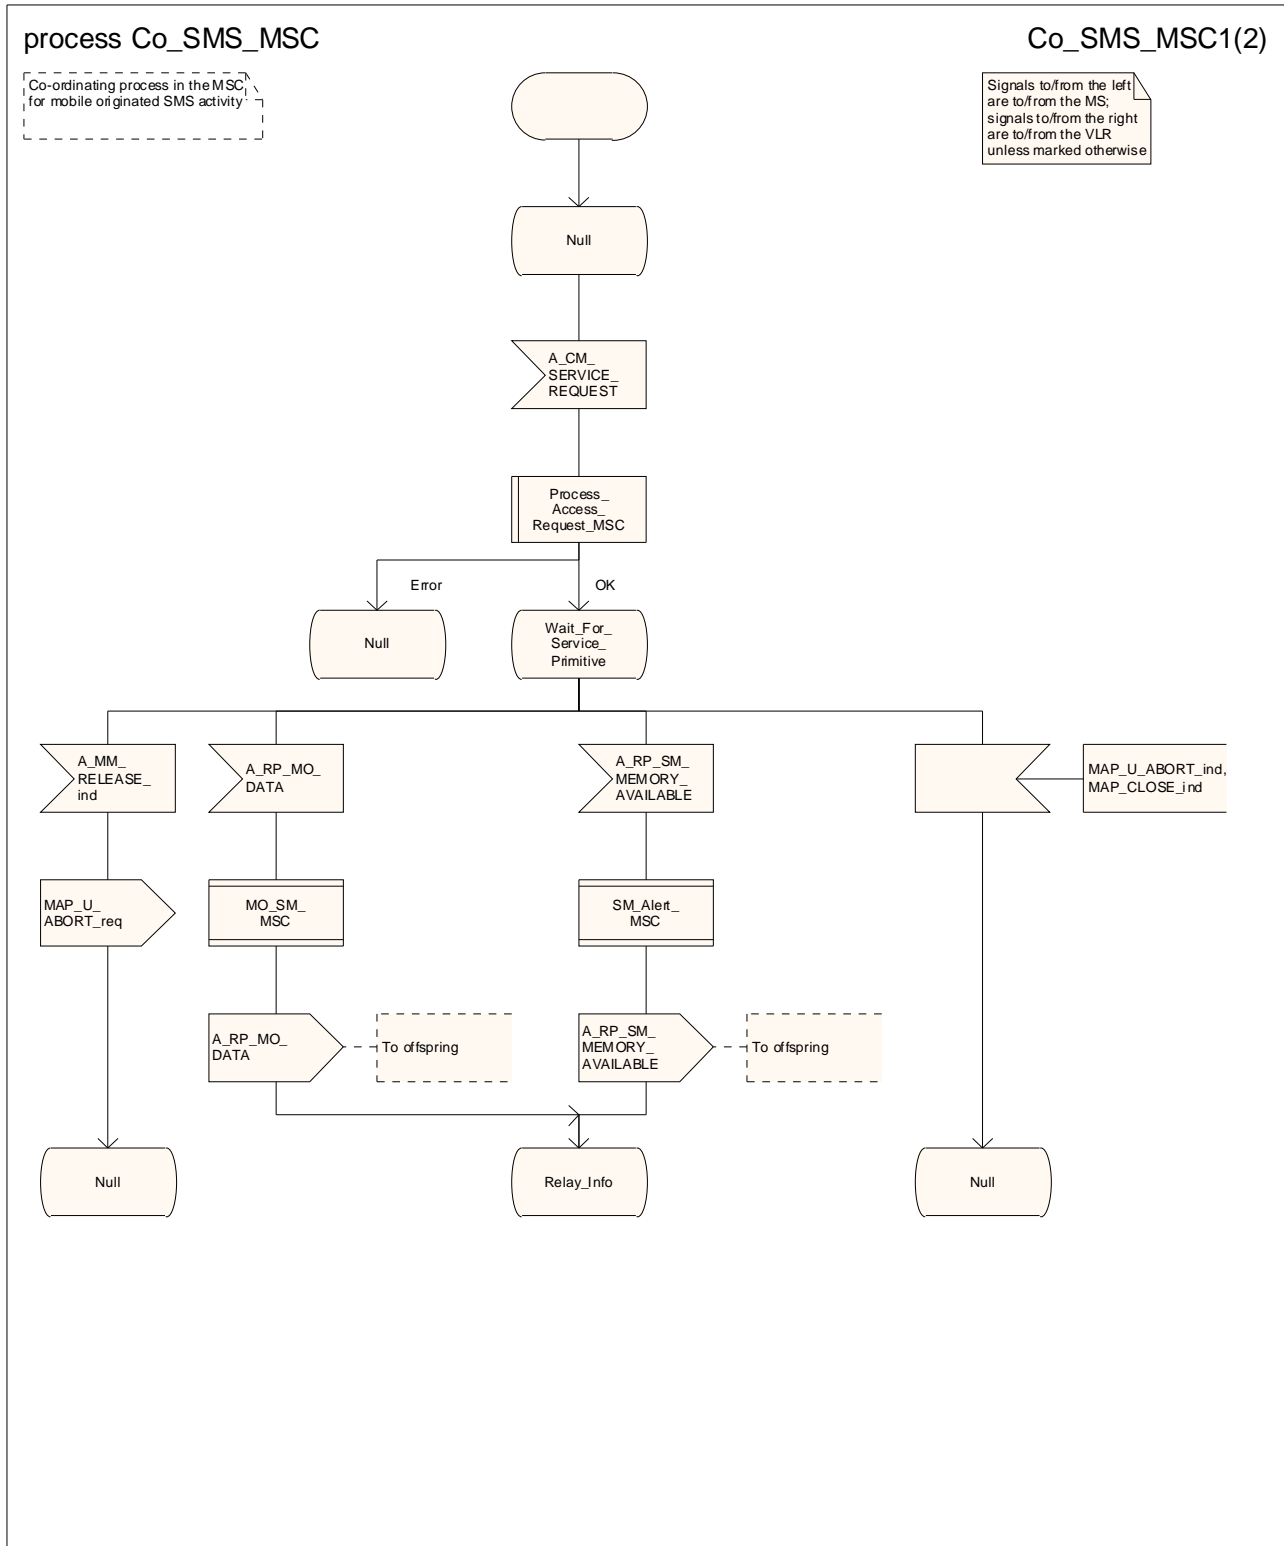 process Co_SMS_MSC
Co_SMS_MSC1(2)
Co-ordinating process in the MSC
for mobile originated SMS activity
Signals to/from the left
are to/from the MS;
signals to/from the right
are to/from the VLR
unless marked otherwise
Null
A_CM_
SERVICE_
REQUEST
Process_
Access_
Request_MSC
Error
OK
Null
Wait_For_
Service_
Primitive
A_MM_
RELEASE_
ind
A_RP_MO_
DATA
A_RP_SM_
MEMORY_
AVAILABLE
MAP_U_ABORT_ind,
MAP_CLOSE_ind
MAP_U_
ABORT_req
MO_SM_
MSC
SM_Alert_
MSC
A_RP_MO_
DATA
To offspring
A_RP_SM_
MEMORY_
AVAILABLE
To offspring
Null
Relay_Info
Null